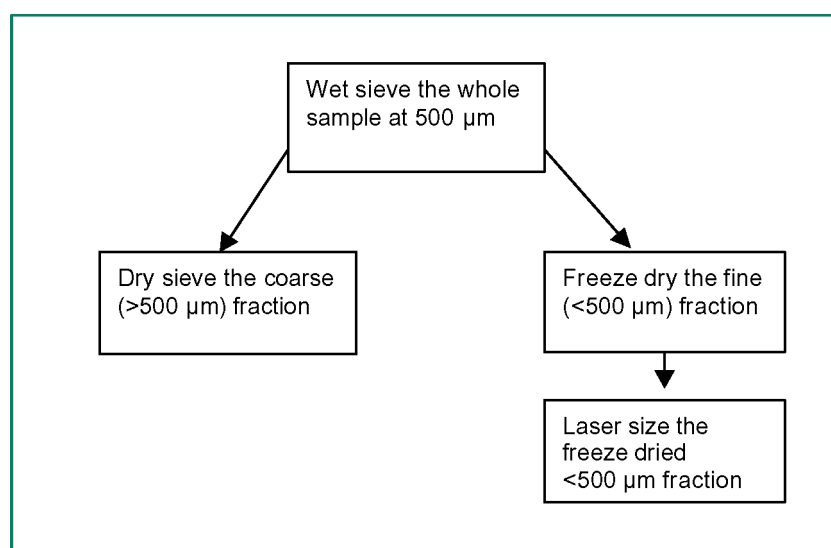 Wet sieve the whole
sample at 500 µm
Dry sieve the coarse
(>500 µm) fraction
Freeze dry the fine
(<500 µm) fraction
Laser size the
freeze dried
<500 µm fraction